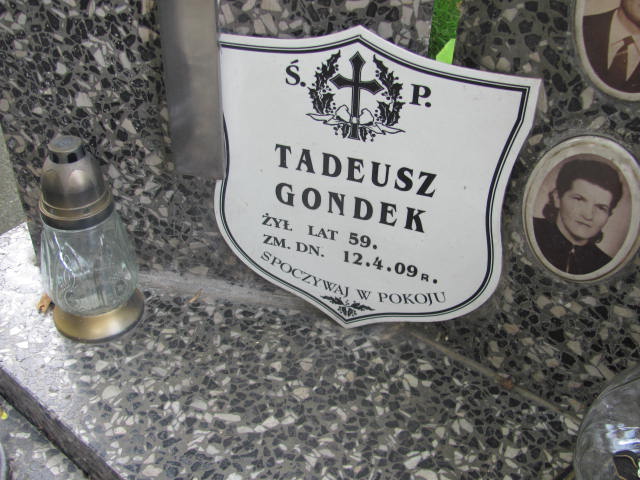 Ś. P.
TADEUSZ
GONDEK
ŻYŁ LAT 59.
ZM. DN. 12.4.09 R.
SPOCZYWAJ W POKOJU